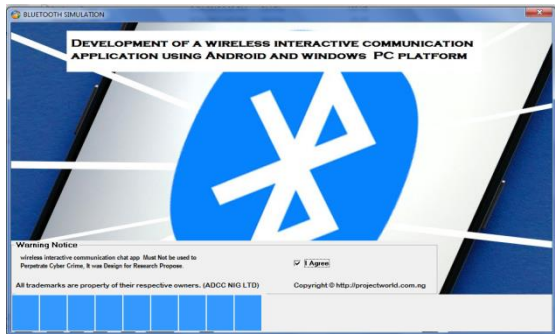 BLUETOOTH SIMULATION
DEVELOPMENT OF A WIRELESS INTERACTIVE COMMUNICATION
APPLICATION USING ANDROID AND WINDOWS PC PLATFORM
Warning Notice
wireless interactive communication chat app Must Not be used to
Perpetrate Cyber Crime, It was Design for Research Propose.
I Agree
All trademarks are property of their respective owners. (ADCC NIG LTD)
Copyright © http://projectworld.com.ng